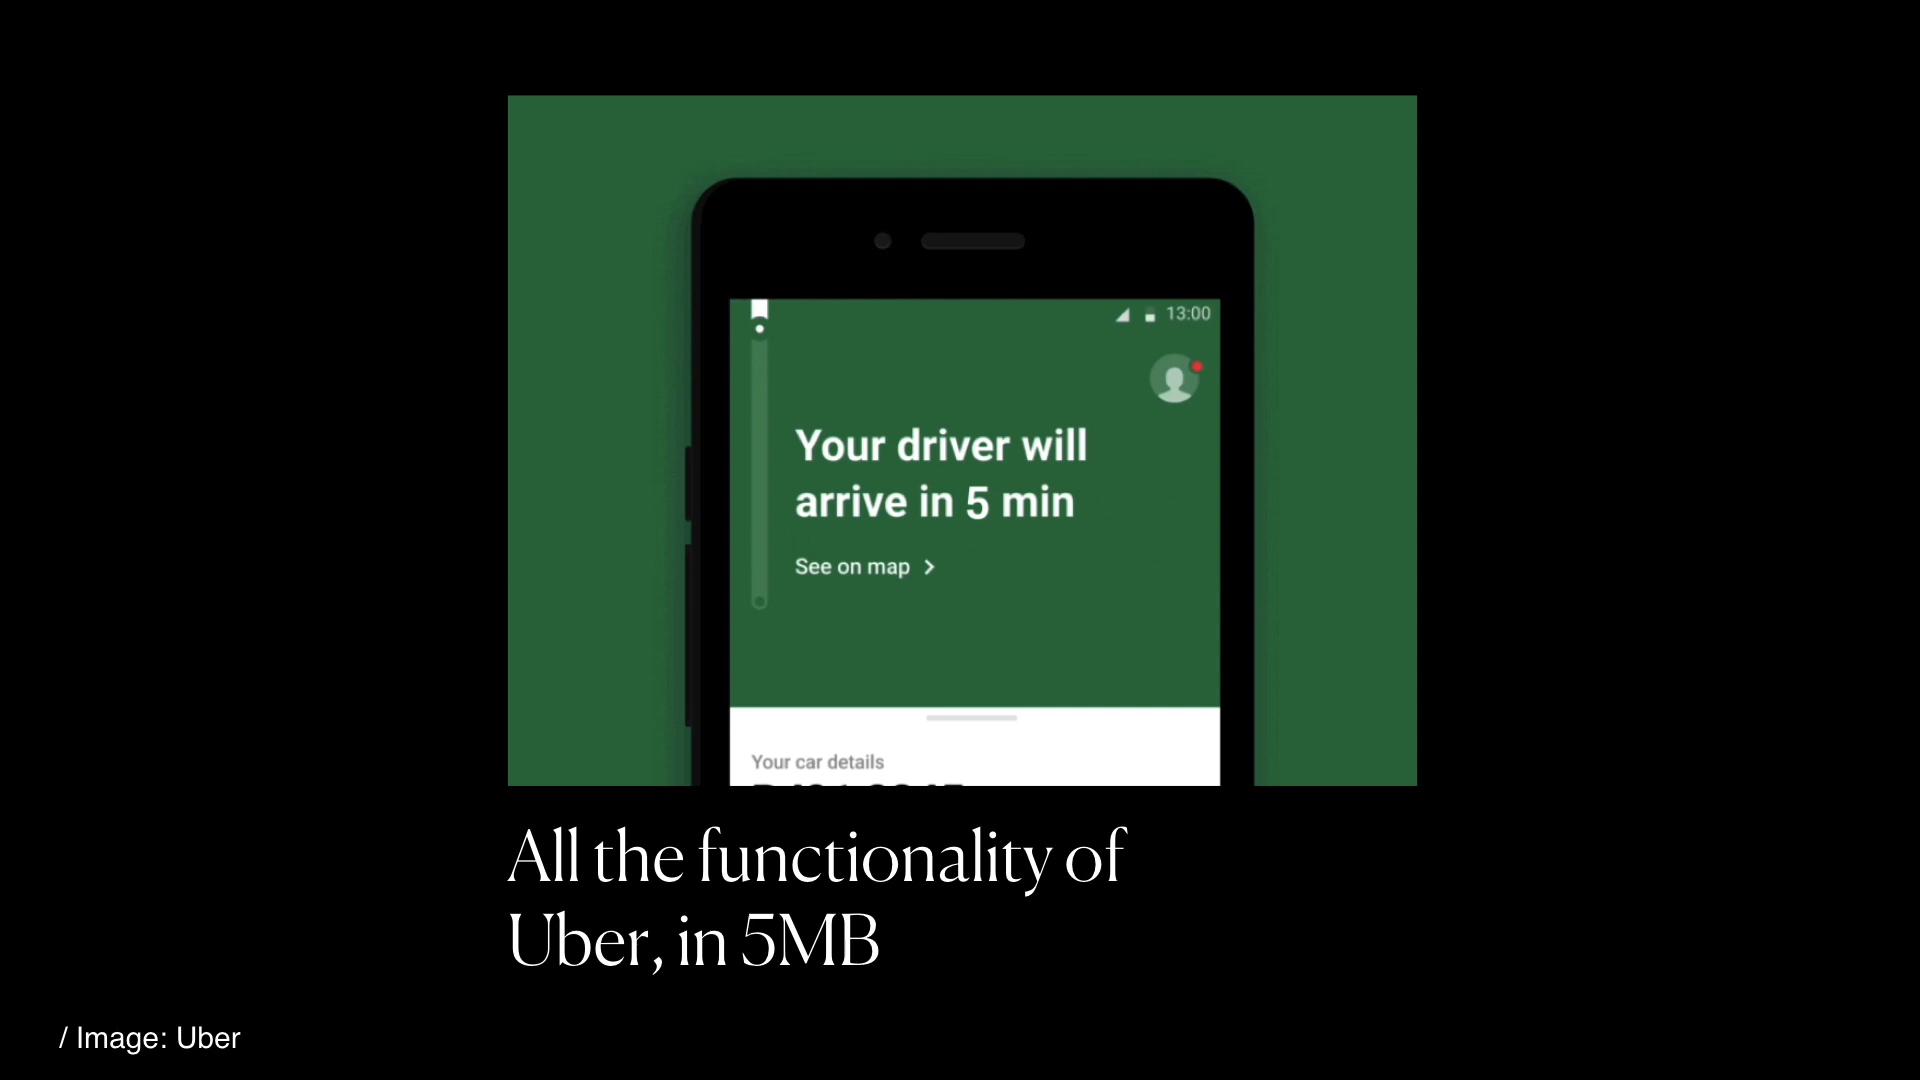 13:00
Your driver will
arrive in 5 min
See on map
Your car details
All the functionality of
Uber, in 5MB
/ Image: Uber